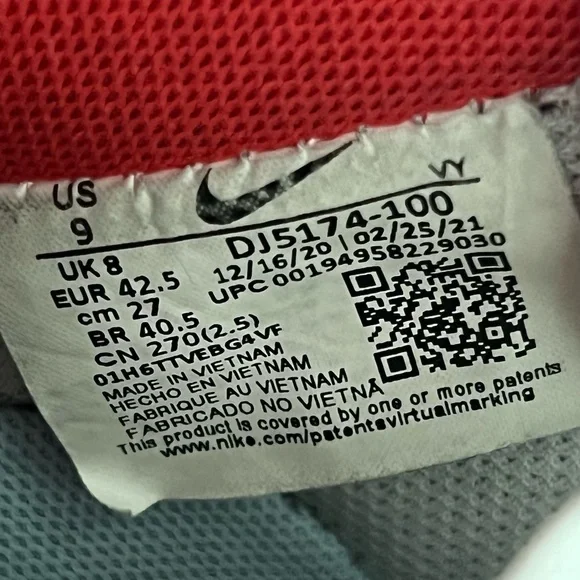 US
9
VY
DJ5174-100
UK 8
12/16/20 | 02/25/21
EUR 42.5
UPC 00194958229030
cm 27
BR 40.5
CN 270(2.5)
01H6TTVEBG4VF
MADE IN VIETNAM
HECHO EN VIETNAM
FABRIQUE AU VIETNAM
FABRICADO NO VIETNÃ
This product is covered by one or more patents
www.nike.com/patentsvirtualmarking